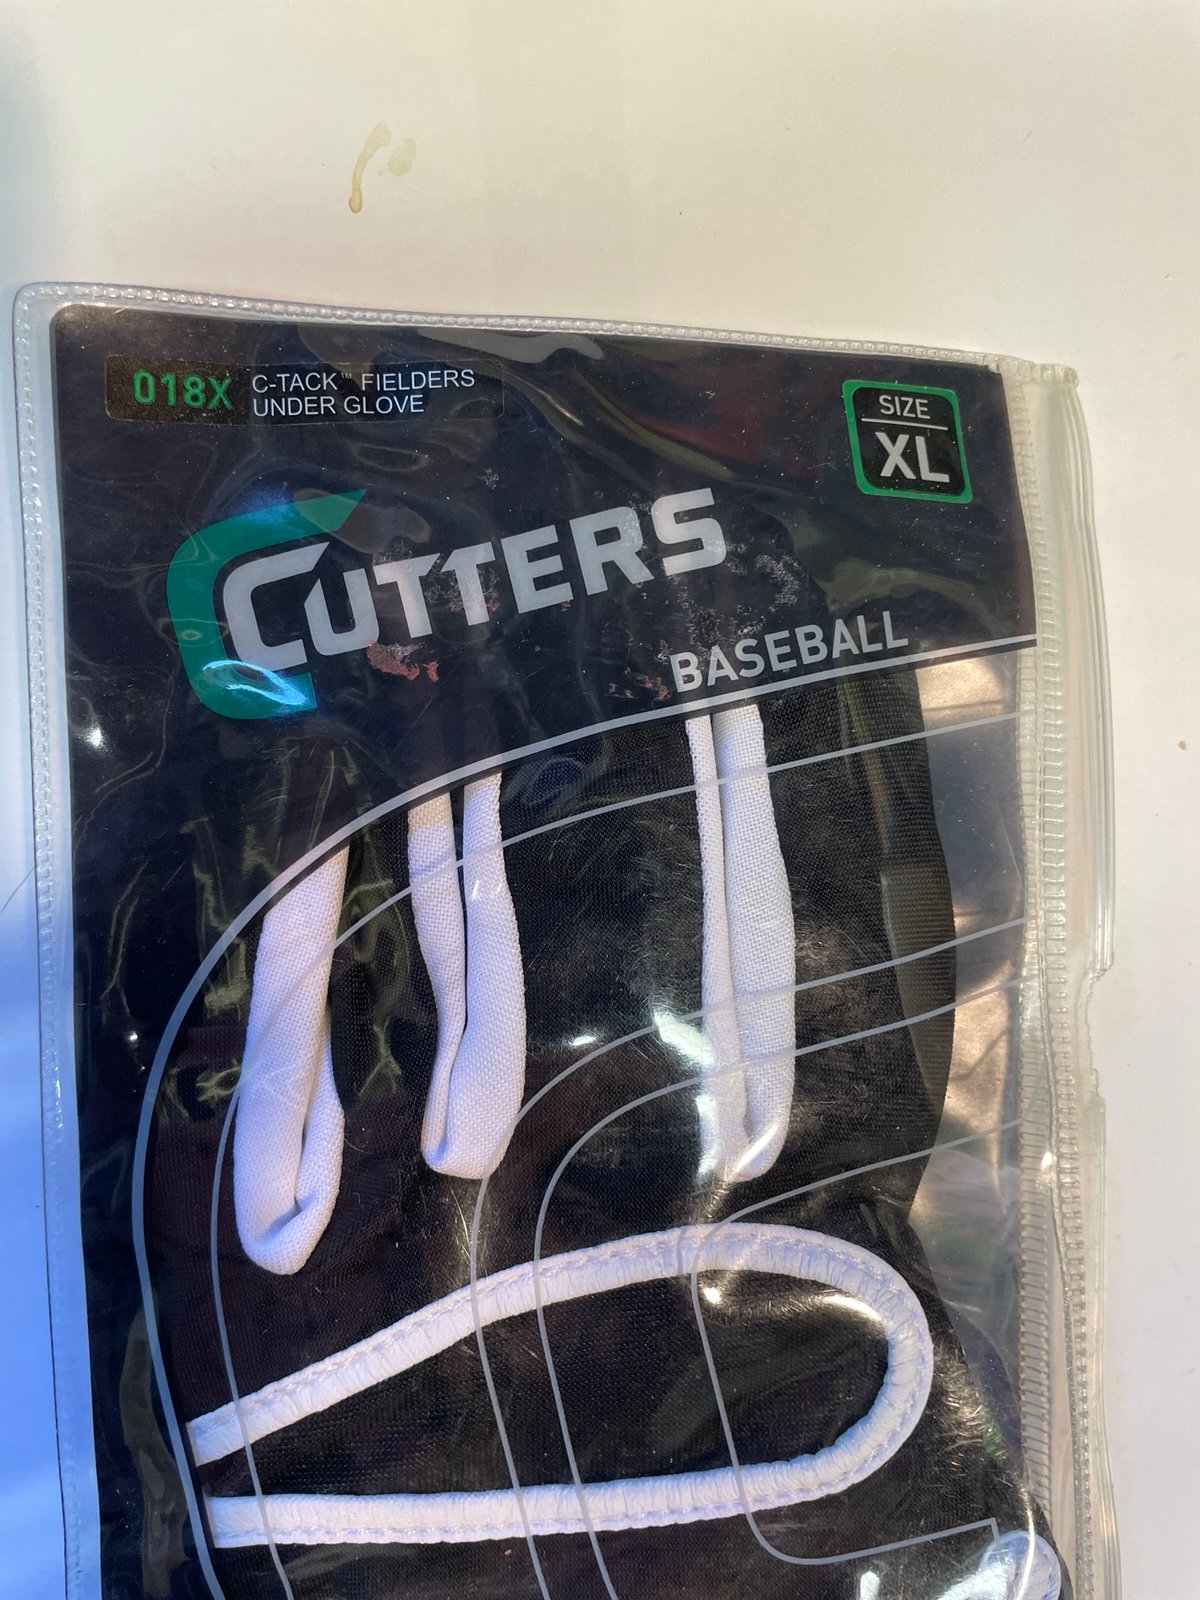 018X C-TACK™ FIELDERS
UNDER GLOVE
SIZE
XL
CUTTERS
BASEBALL